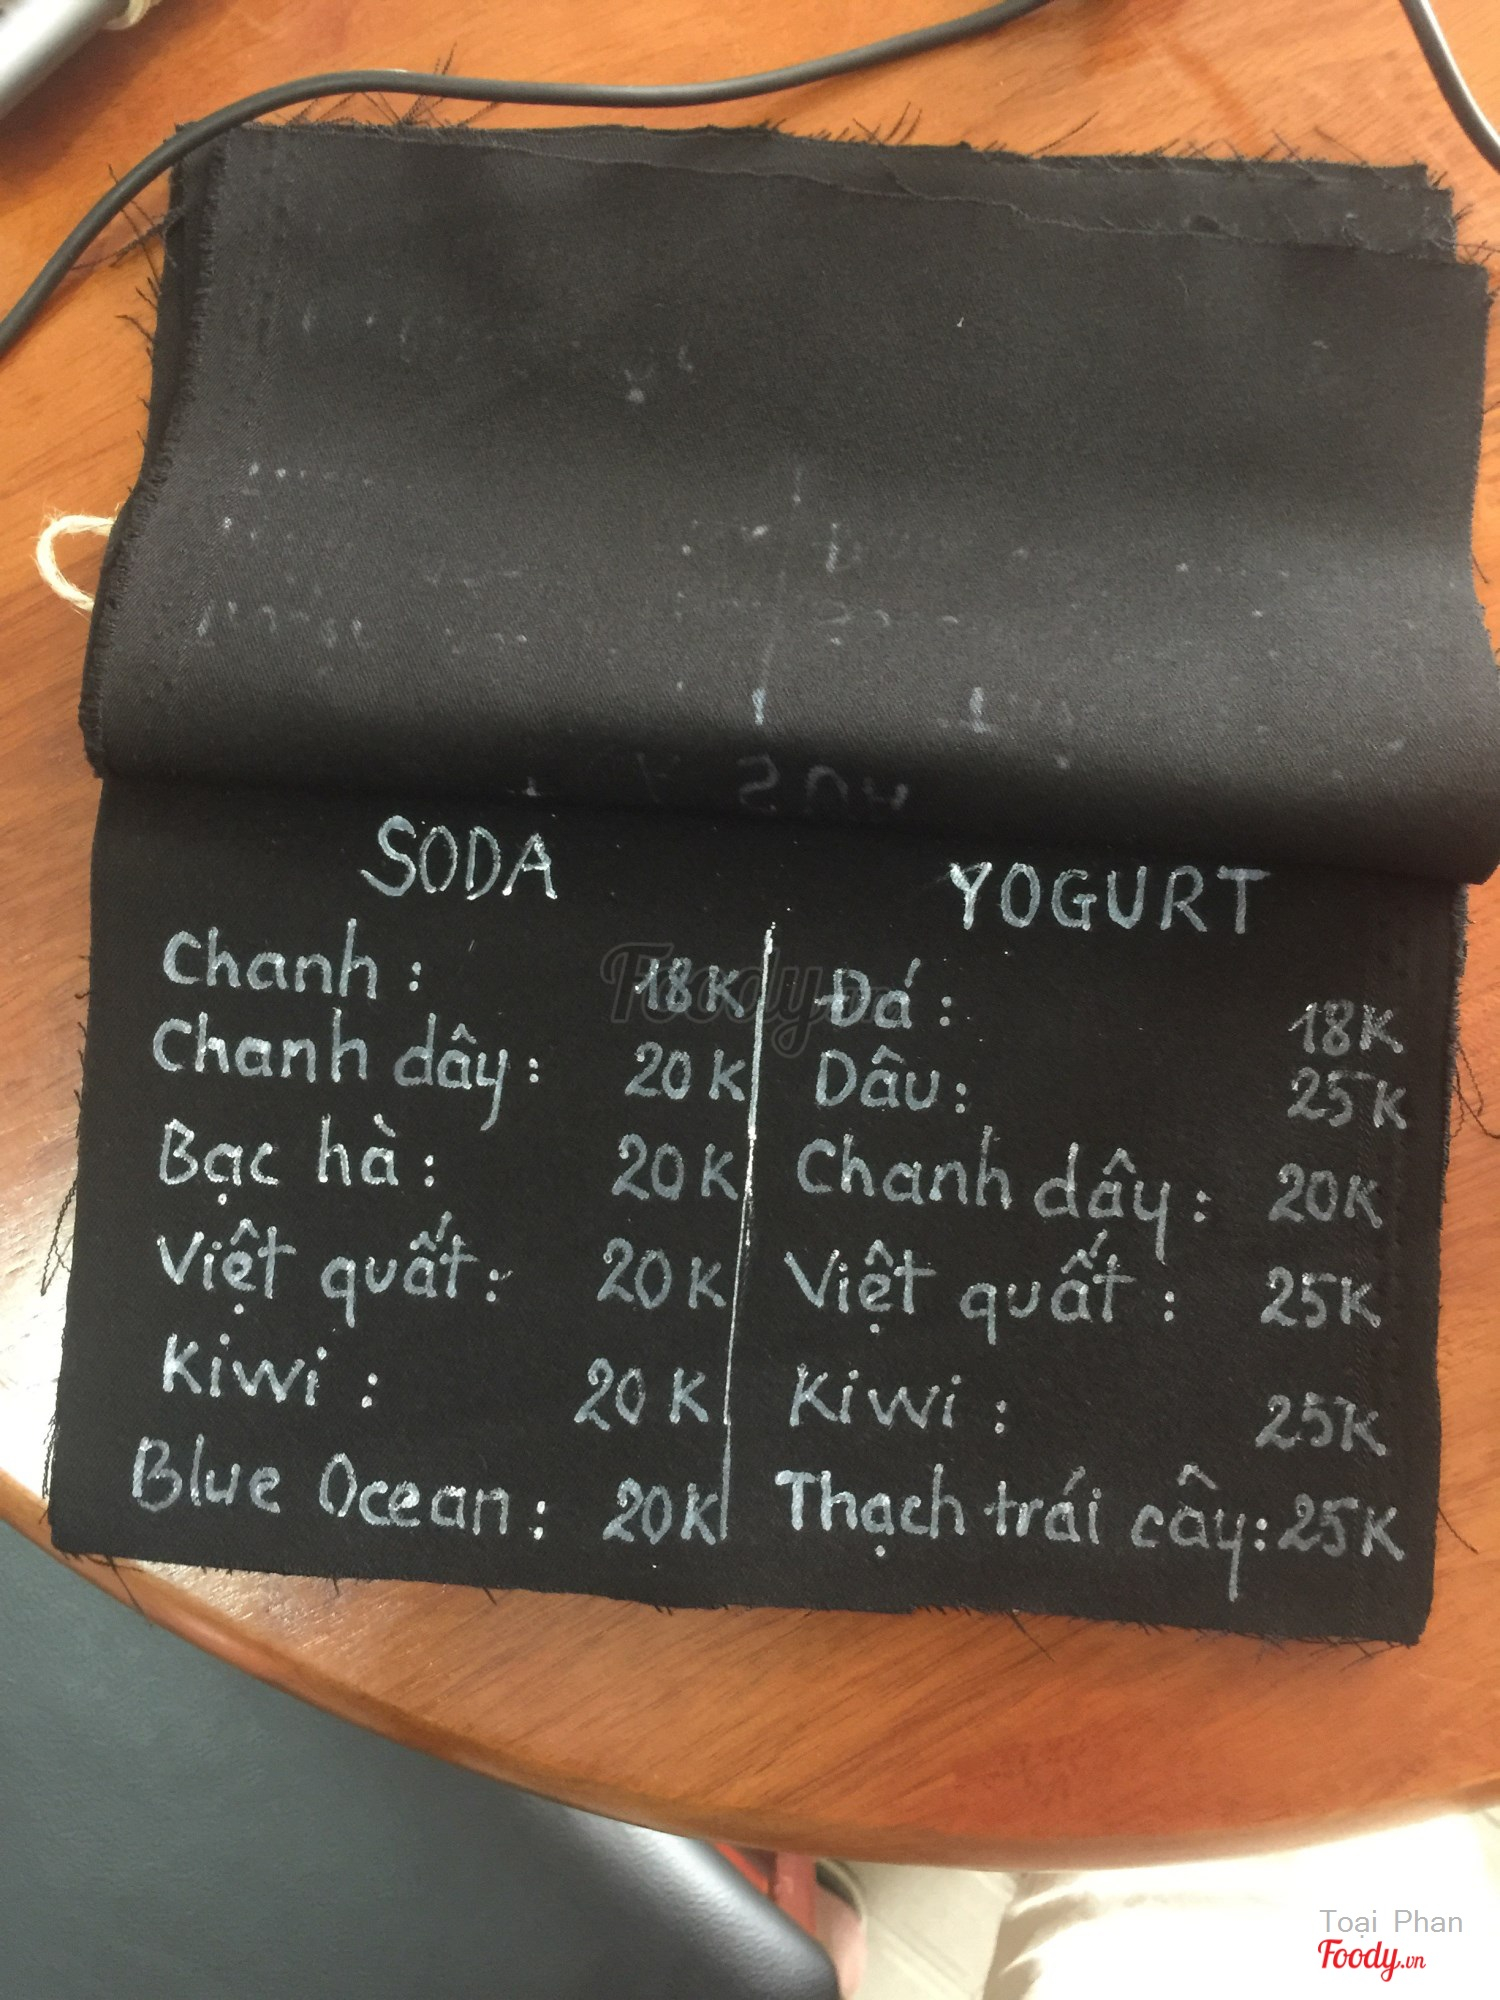 SODA
Chanh : 18K
Chanh dây : 20K
Bạc hà : 20K
Việt quất : 20K
Kiwi : 20K
Blue Ocean : 20K
YOGURT
Đá : 18K
Dâu : 25K
Chanh dây : 20K
Việt quất : 25K
Kiwi : 25K
Thạch trái cây : 25K
Foody
Toại Phan
Foody.vn